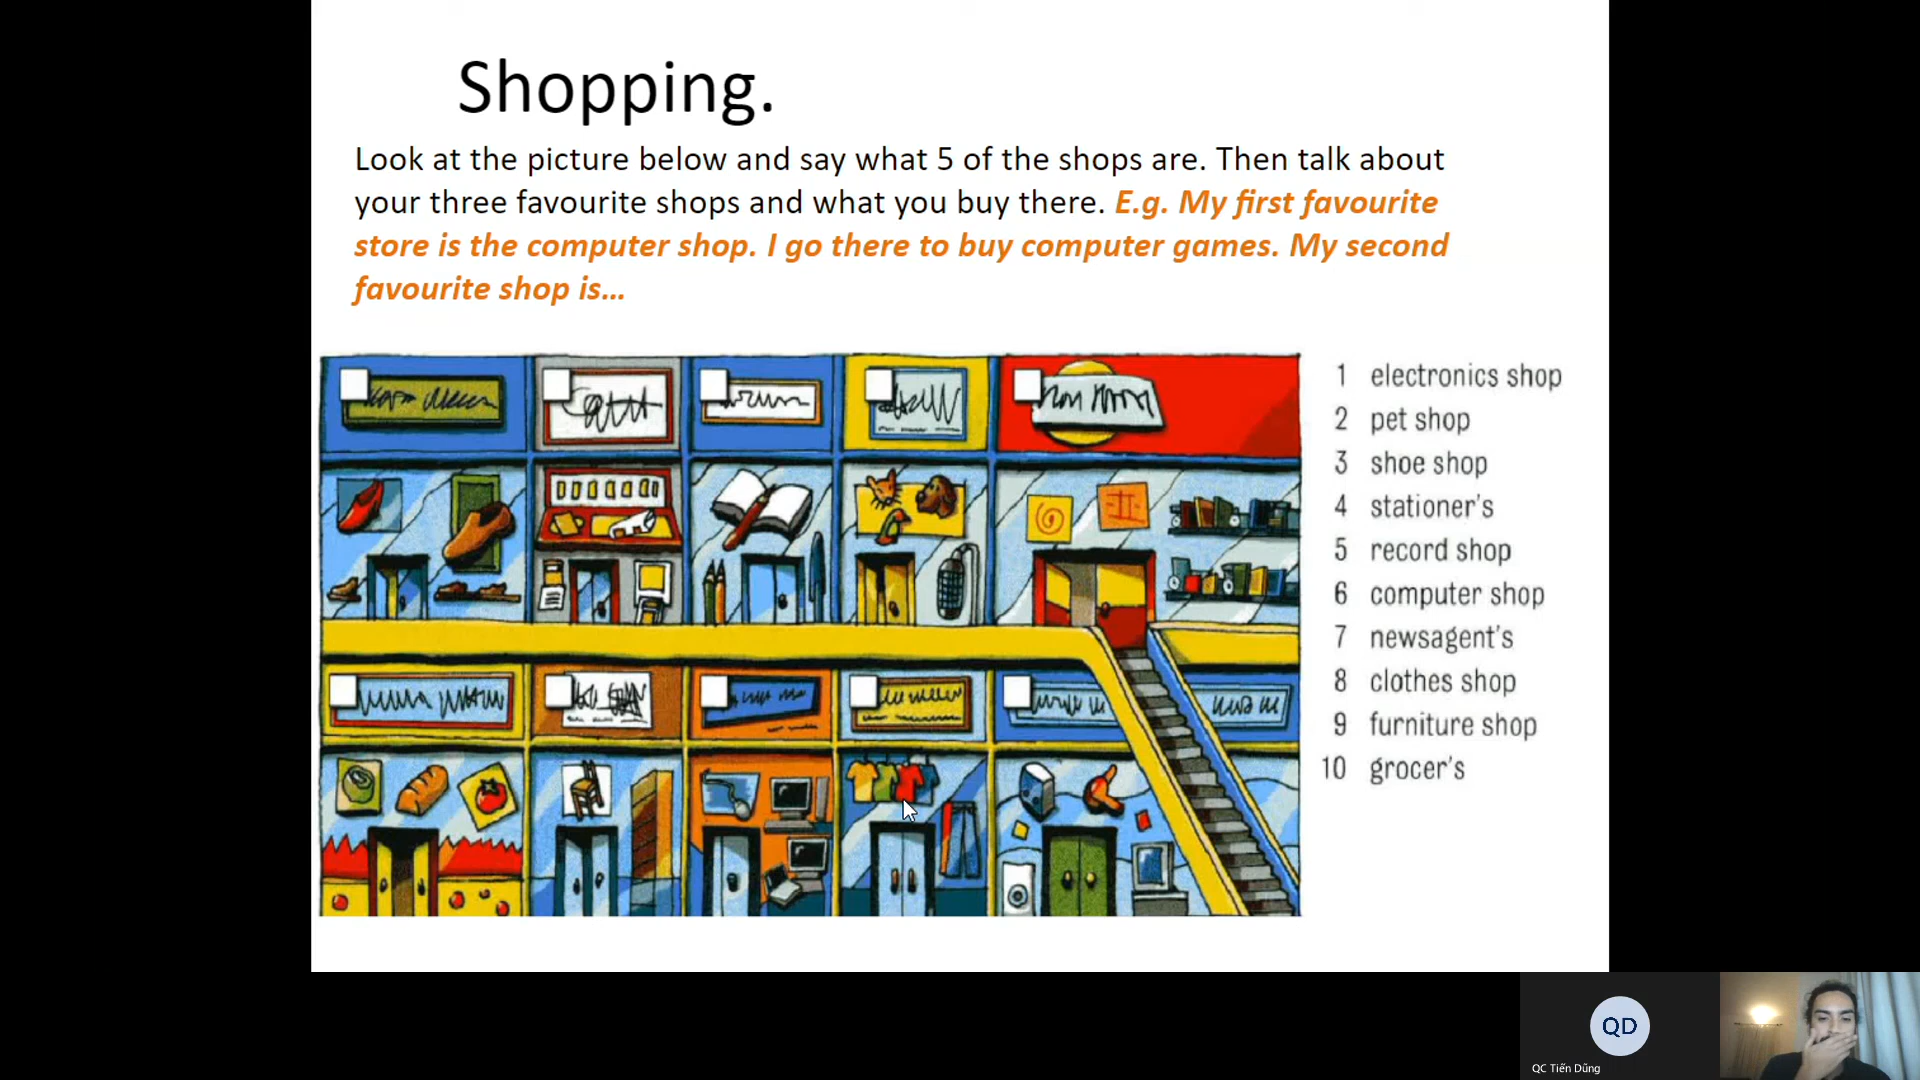 Shopping.
Look at the picture below and say what 5 of the shops are. Then talk about
your three favourite shops and what you buy there. E.g. My first favourite
store is the computer shop. I go there to buy computer games. My second
favourite shop is...
1 electronics shop
2 pet shop
3 shoe shop
4 stationer's
5 record shop
6 computer shop
7 newsagent's
8 clothes shop
9 furniture shop
10 grocer's
QD
QC Tiến Dũng